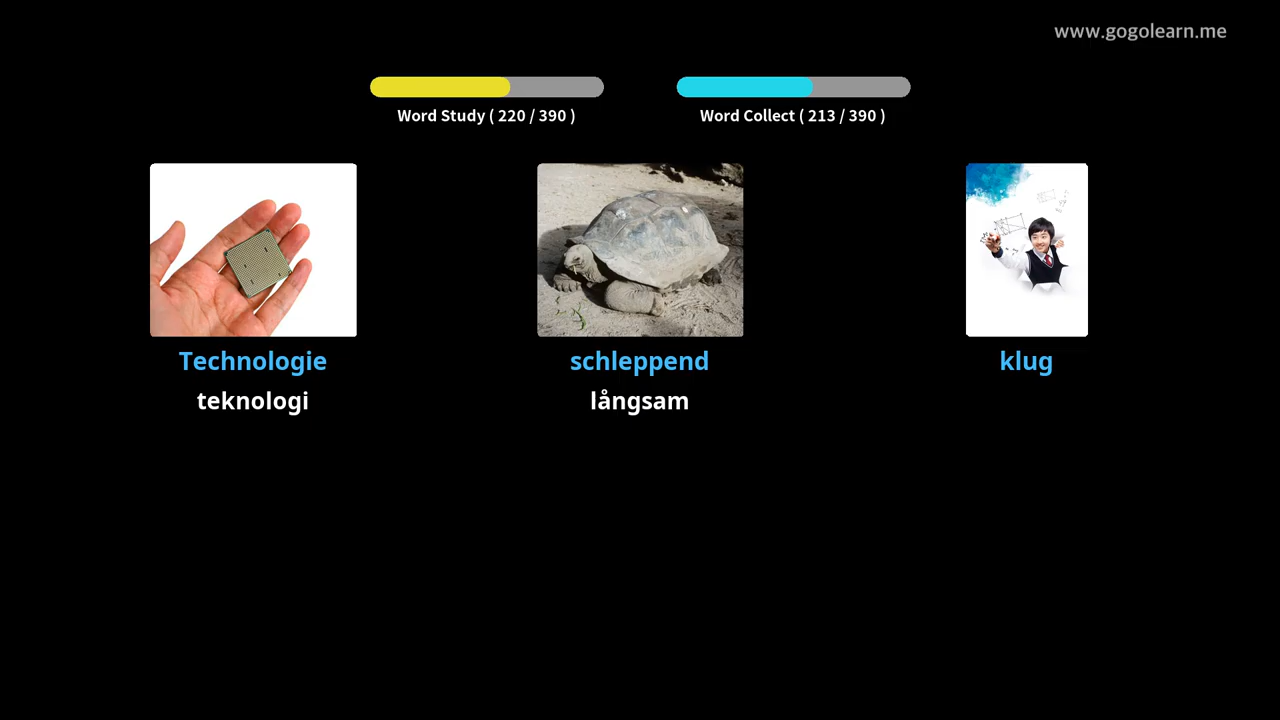 www.gogolearn.me
Word Study ( 220 / 390 )
Word Collect ( 213 / 390 )
Technologie
teknologi
schleppend
långsam
klug